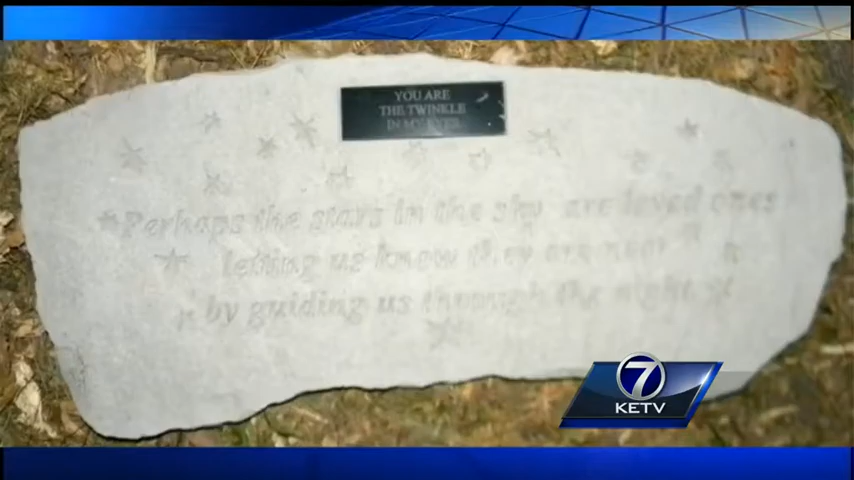 YOU ARE
THE TWINKLE
IN MY EYE
Perhaps the stars in the sky are loved ones
letting us know they are near
by guiding us through the night
7
KETV